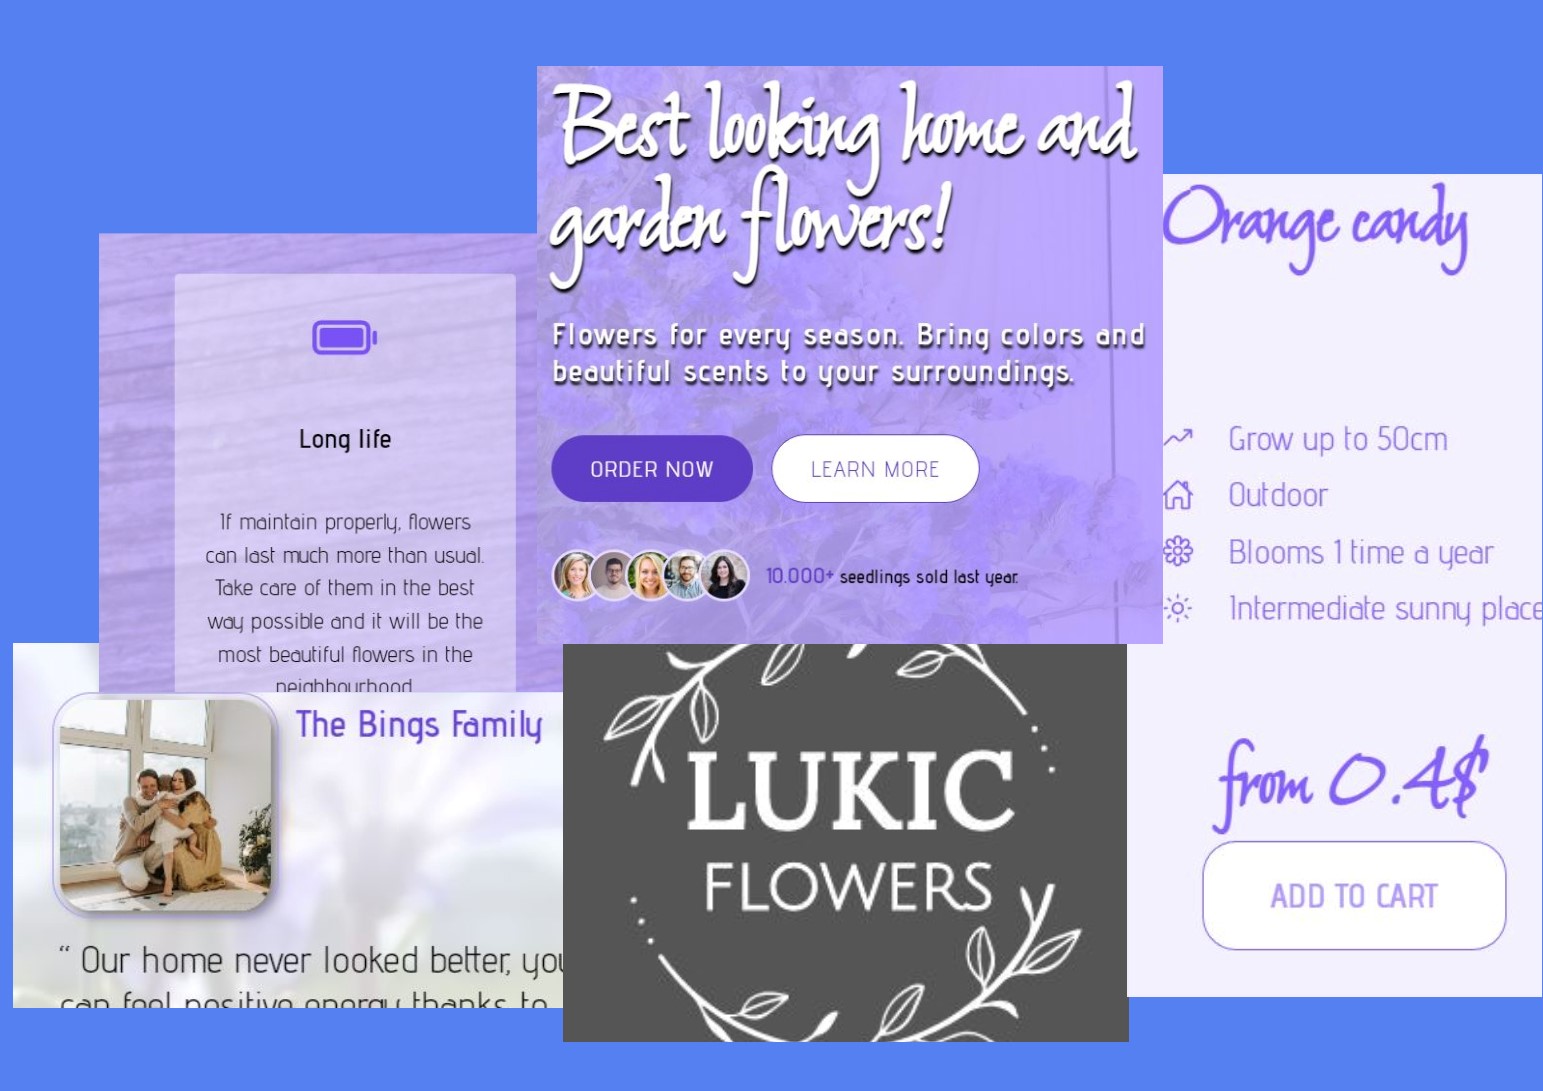 Best looking home and
garden flowers!
Flowers for every season. Bring colors and
beautiful scents to your surroundings.
ORDER NOW
LEARN MORE
10.000+ seedlings sold last year.
Long life
If maintain properly, flowers
can last much more than usual.
Take care of them in the best
way possible and it will be the
most beautiful flowers in the
neighbourhood
Orange candy
Grow up to 50cm
Outdoor
Blooms 1 time a year
Intermediate sunny place
from 0.4$
ADD TO CART
The Bings Family
“ Our home never looked better, you
can feel positive energy thanks to
LUKIC
FLOWERS